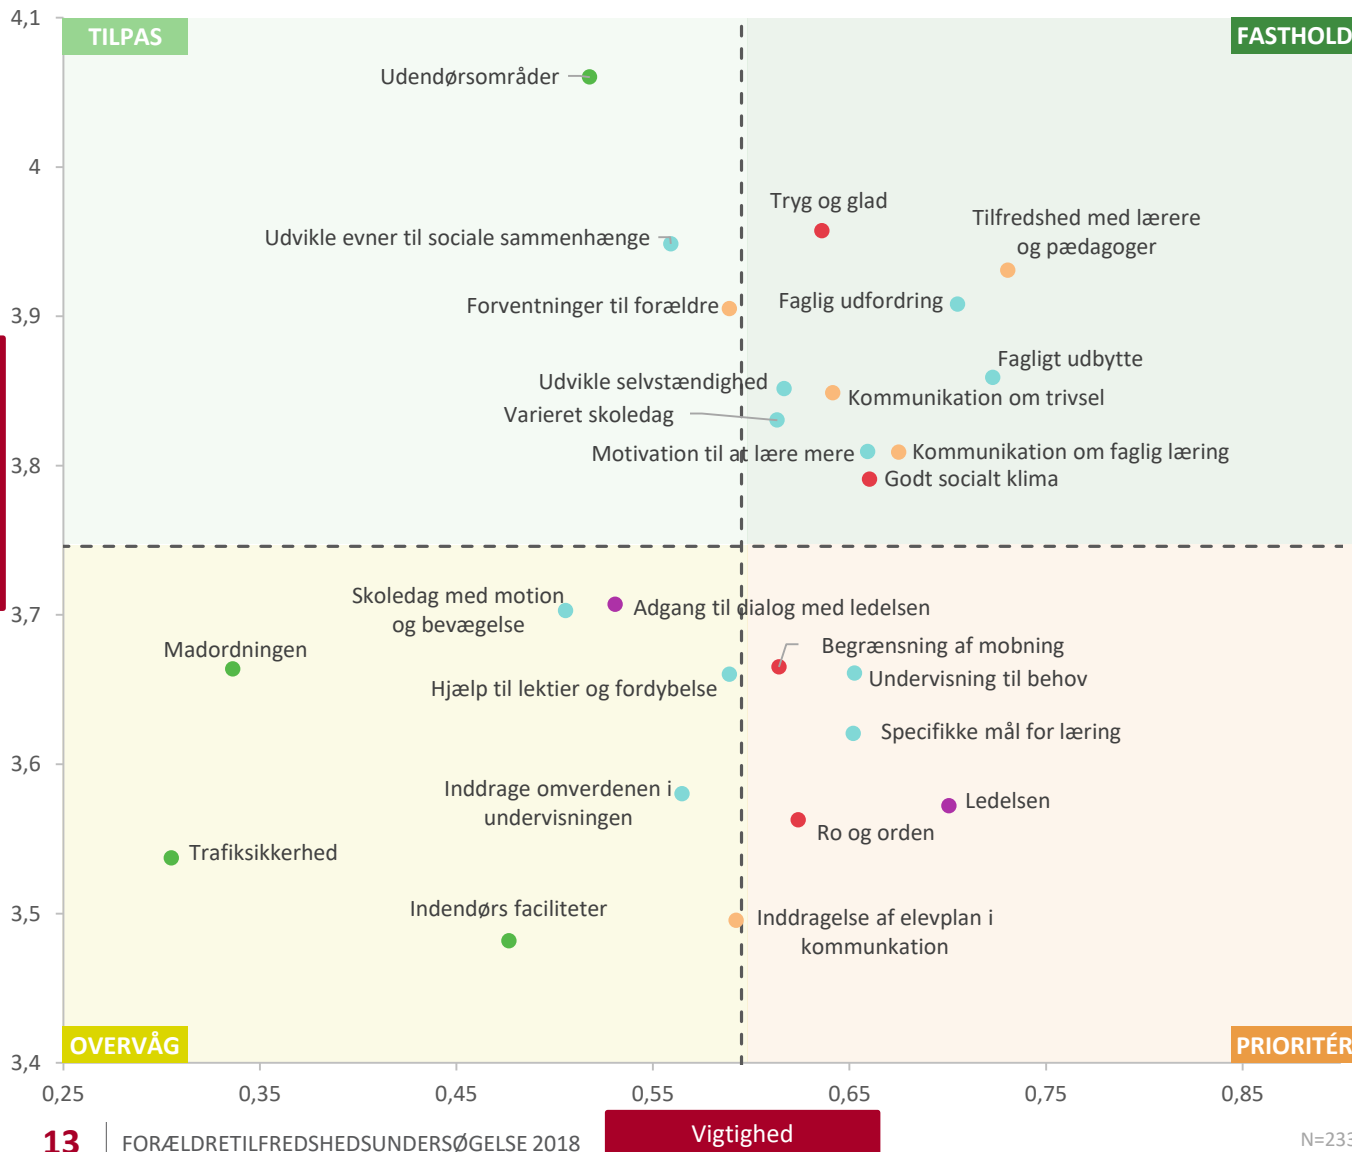 4,1
TILPAS
FASTHOLD
Udendørsområder
4
Tryg og glad
Tilfredshed med lærere
og pædagoger
Udvikle evner til sociale sammenhænge
Forventninger til forældre
Faglig udfordring
3,9
Fagligt udbytte
Udvikle selvstændighed
Kommunikation om trivsel
Varieret skoledag
Motivation til at lære mere
Kommunikation om faglig læring
3,8
Godt socialt klima
Skoledag med motion
og bevægelse
Adgang til dialog med ledelsen
3,7
Madordningen
Begrænsning af mobning
Hjælp til lektier og fordybelse
Undervisning til behov
Specifikke mål for læring
3,6
Inddrage omverdenen i
undervisningen
Ledelsen
Ro og orden
Trafiksikkerhed
3,5
Indendørs faciliteter
Inddragelse af elevplan i
kommunkation
OVERVÅG
PRIORITÉR
3,4
0,25
0,35
0,45
0,55
0,65
0,75
0,85
Vigtighed
13
FORÆLDRETILFREDSHEDSUNDERSØGELSE 2018
N=233